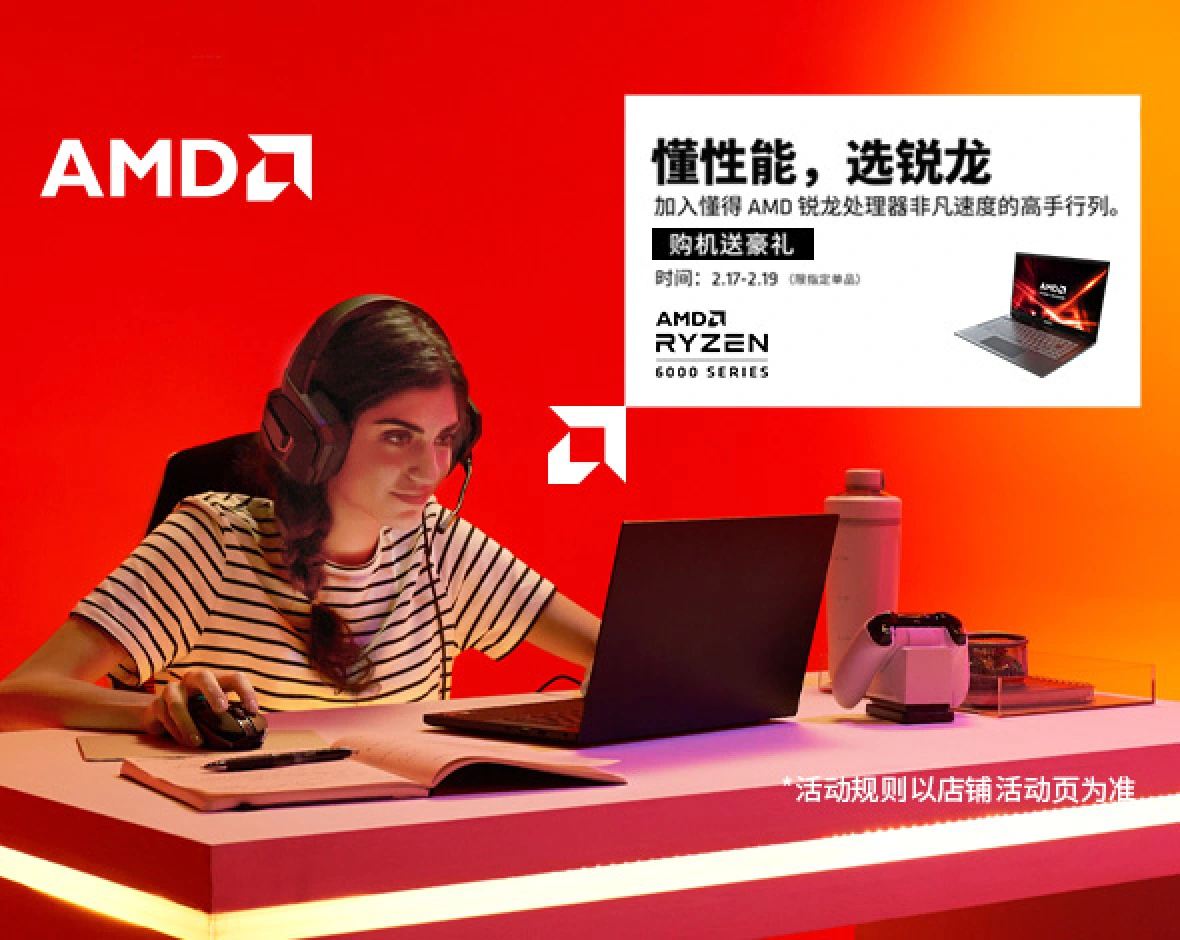 AMD
懂性能，选锐龙
加入懂得 AMD 锐龙处理器非凡速度的高手行列。
购机送豪礼
时间：2.17-2.19（限指定单品）
AMD
AMD
RYZEN
6000 SERIES
*活动规则以店铺活动页为准